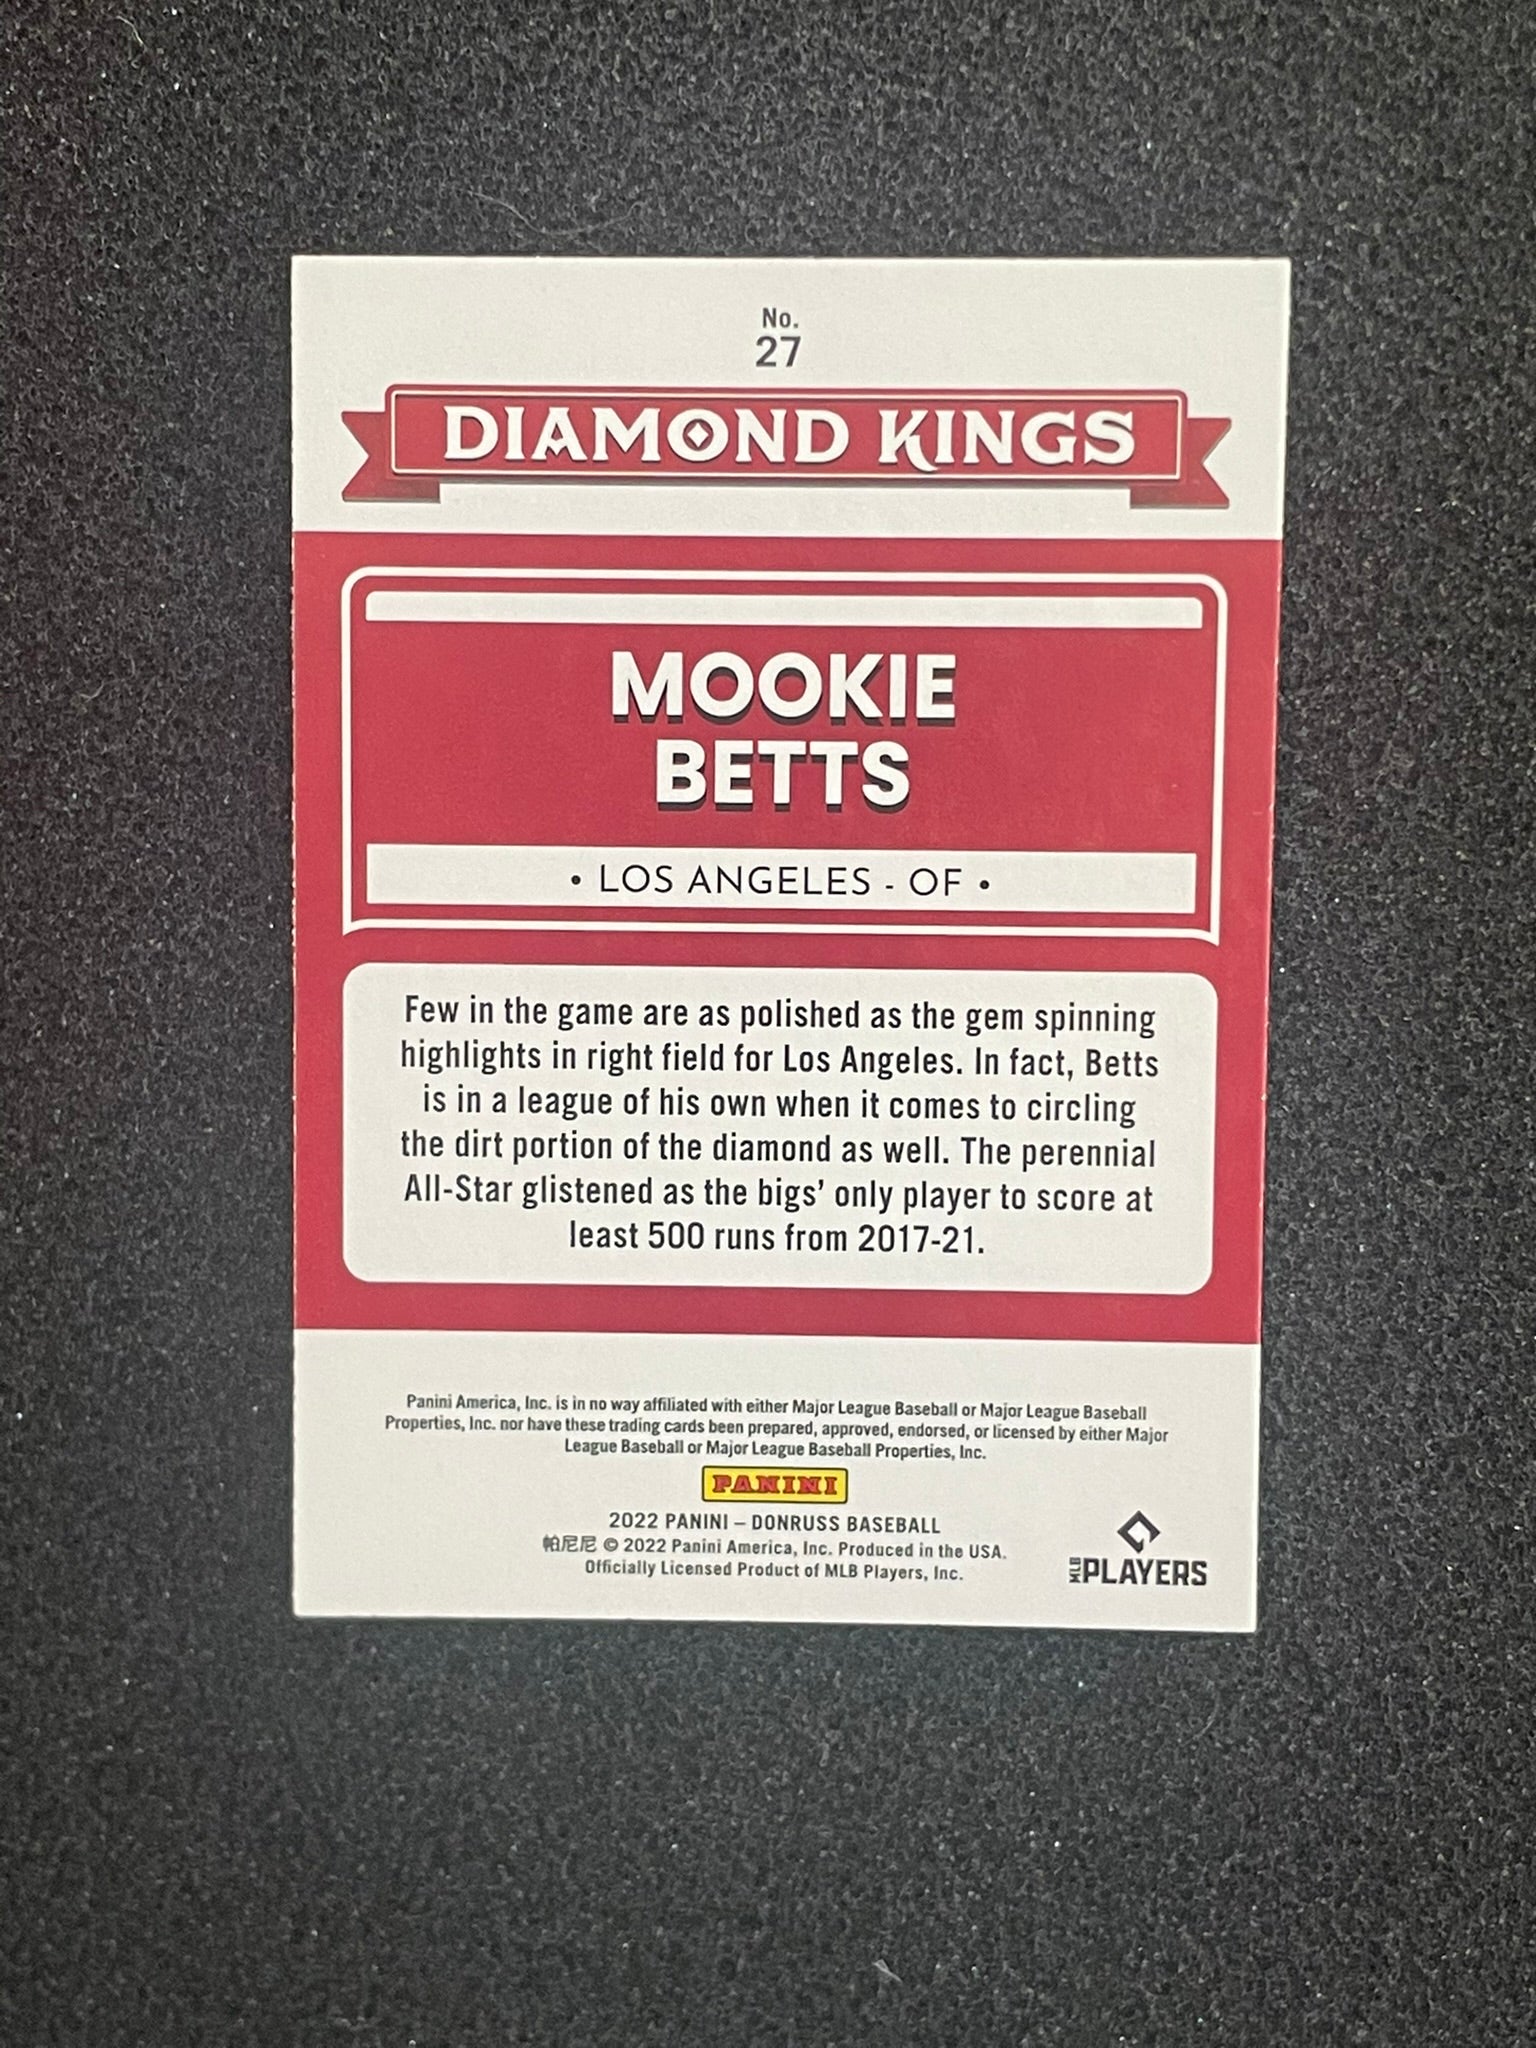 No.
27
DIAMOND KINGS
MOOKIE
BETTS
• LOS ANGELES - OF •
Few in the game are as polished as the gem spinning
highlights in right field for Los Angeles. In fact, Betts
is in a league of his own when it comes to circling
the dirt portion of the diamond as well. The perennial
All-Star glistened as the bigs' only player to score at
least 500 runs from 2017-21.
Panini America, Inc. is in no way affiliated with either Major League Baseball or Major League Baseball
Properties, Inc. nor have these trading cards been prepared, approved, endorsed, or licensed by either Major
League Baseball or Major League Baseball Properties, Inc.
PANINI
2022 PANINI – DONRUSS BASEBALL
帕尼尼 © 2022 Panini America, Inc. Produced in the USA.
Officially Licensed Product of MLB Players, Inc.
MLB PLAYERS